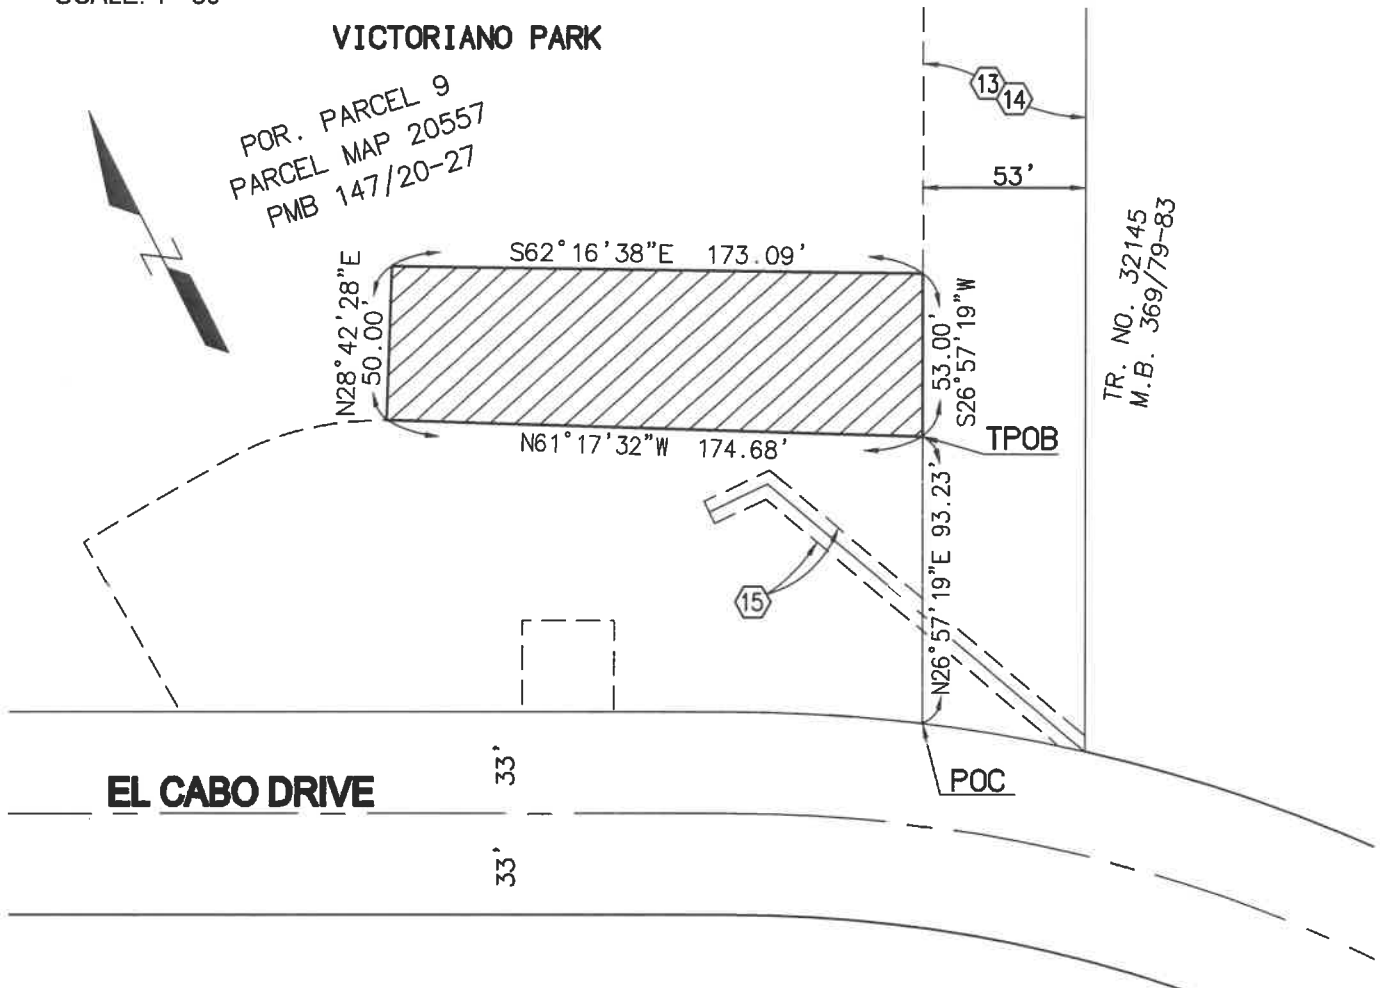 VICTORIANO PARK
POR. PARCEL 9
PARCEL MAP 20557
PMB 147/20-27
13
14
53'
TR. NO. 32145
M.B. 369/79-83
S62°16'38"E 173.09'
N28°42'28"E
50.00'
53.00'
S26°57'19"W
N61°17'32"W 174.68'
TPOB
N26°57'19"E 93.23'
15
POC
EL CABO DRIVE
33'
33'